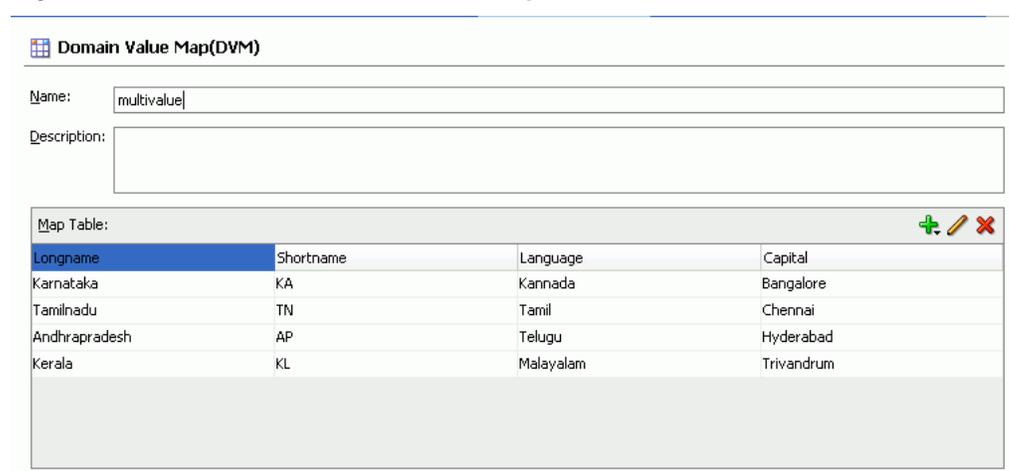 Domain Value Map(DVM)
Name: multivalue
Description:
Map Table:
Longname Shortname Language Capital
Karnataka KA Kannada Bangalore
Tamilnadu TN Tamil Chennai
Andhrapradesh AP Telugu Hyderabad
Kerala KL Malayalam Trivandrum